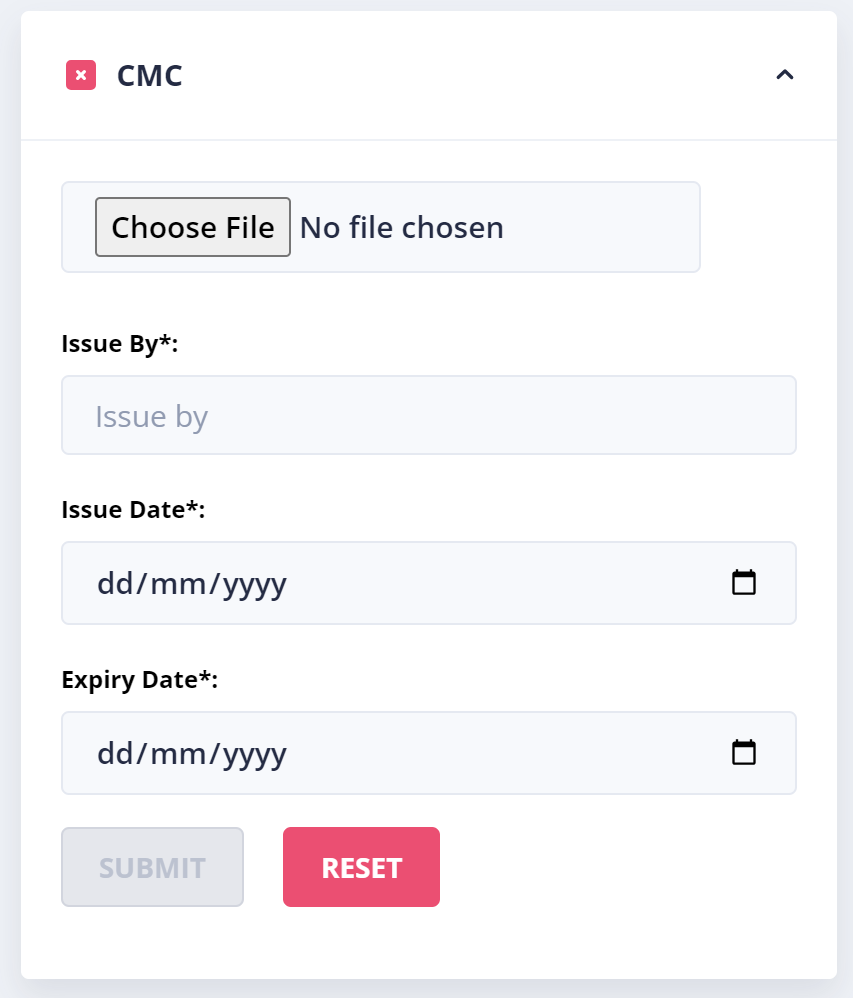 CMC
Choose File No file chosen
Issue By*:
Issue by
Issue Date*:
dd/mm/yyyy
Expiry Date*:
dd/mm/yyyy
SUBMIT RESET